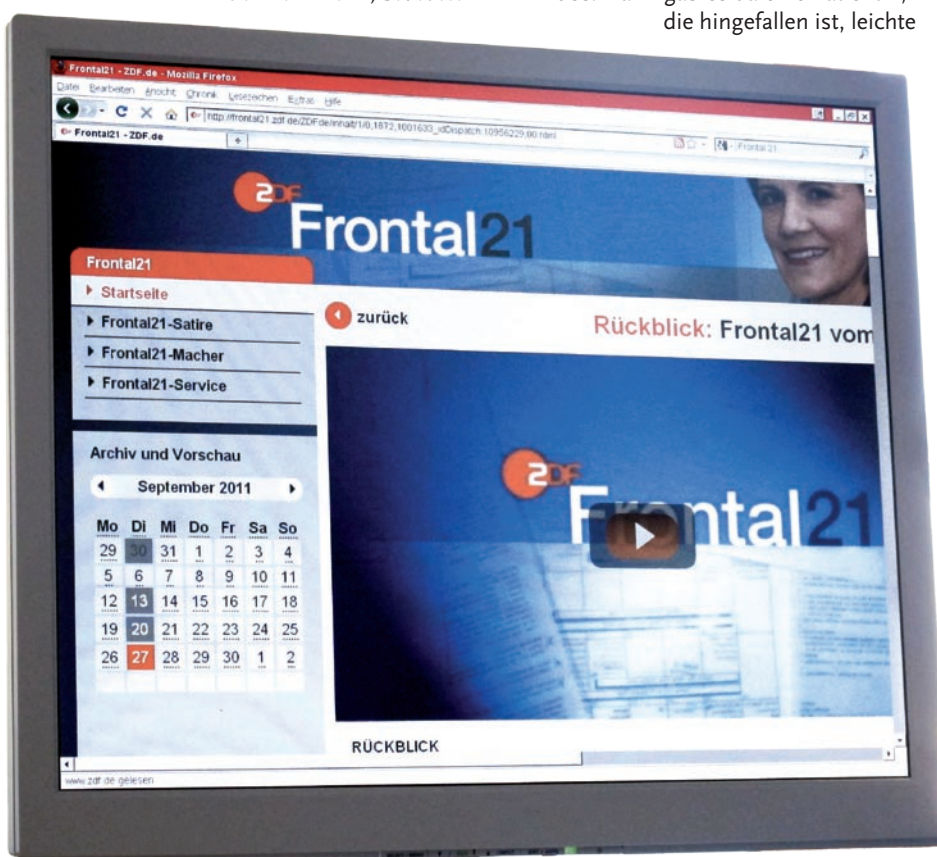 die hingefallen ist, leichte
Frontal21 - ZDF.de - Mozilla Firefox
Datei Bearbeiten Ansicht Chronik Lesezeichen Extras Hilfe
Frontal 21
Frontal21 - ZDF.de
ZDF
Frontal21
Frontal21
Startseite
Frontal21-Satire
Frontal21-Macher
Frontal21-Service
zurück
Rückblick: Frontal21 vom
Archiv und Vorschau
September 2011
Mo Di Mi Do Fr Sa So
29 30 31 1 2 3 4
5 6 7 8 9 10 11
12 13 14 15 16 17 18
19 20 21 22 23 24 25
26 27 28 29 30 1 2
ZDF
Frontal21
RÜCKBLICK
www.zdf.de gelesen